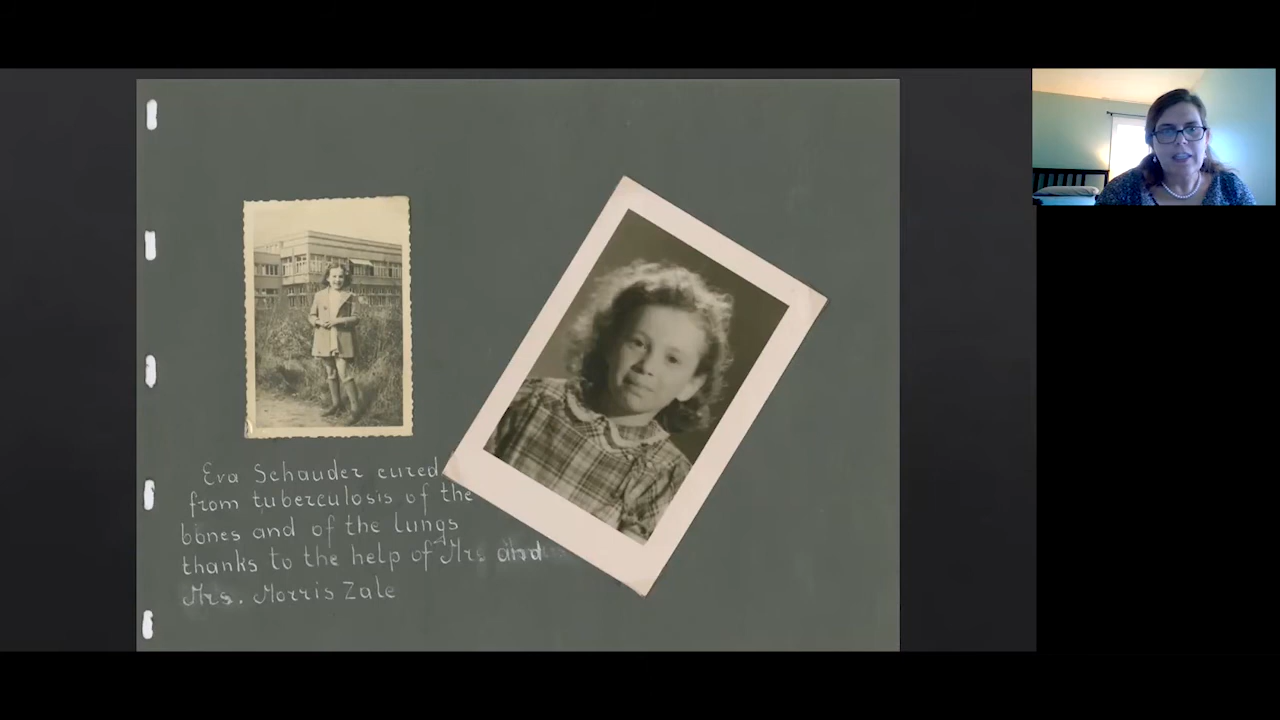 Eva Schauder cured
from tuberculosis of the
bones and of the lungs
thanks to the help of Mr. and
Mrs. Morris Zale